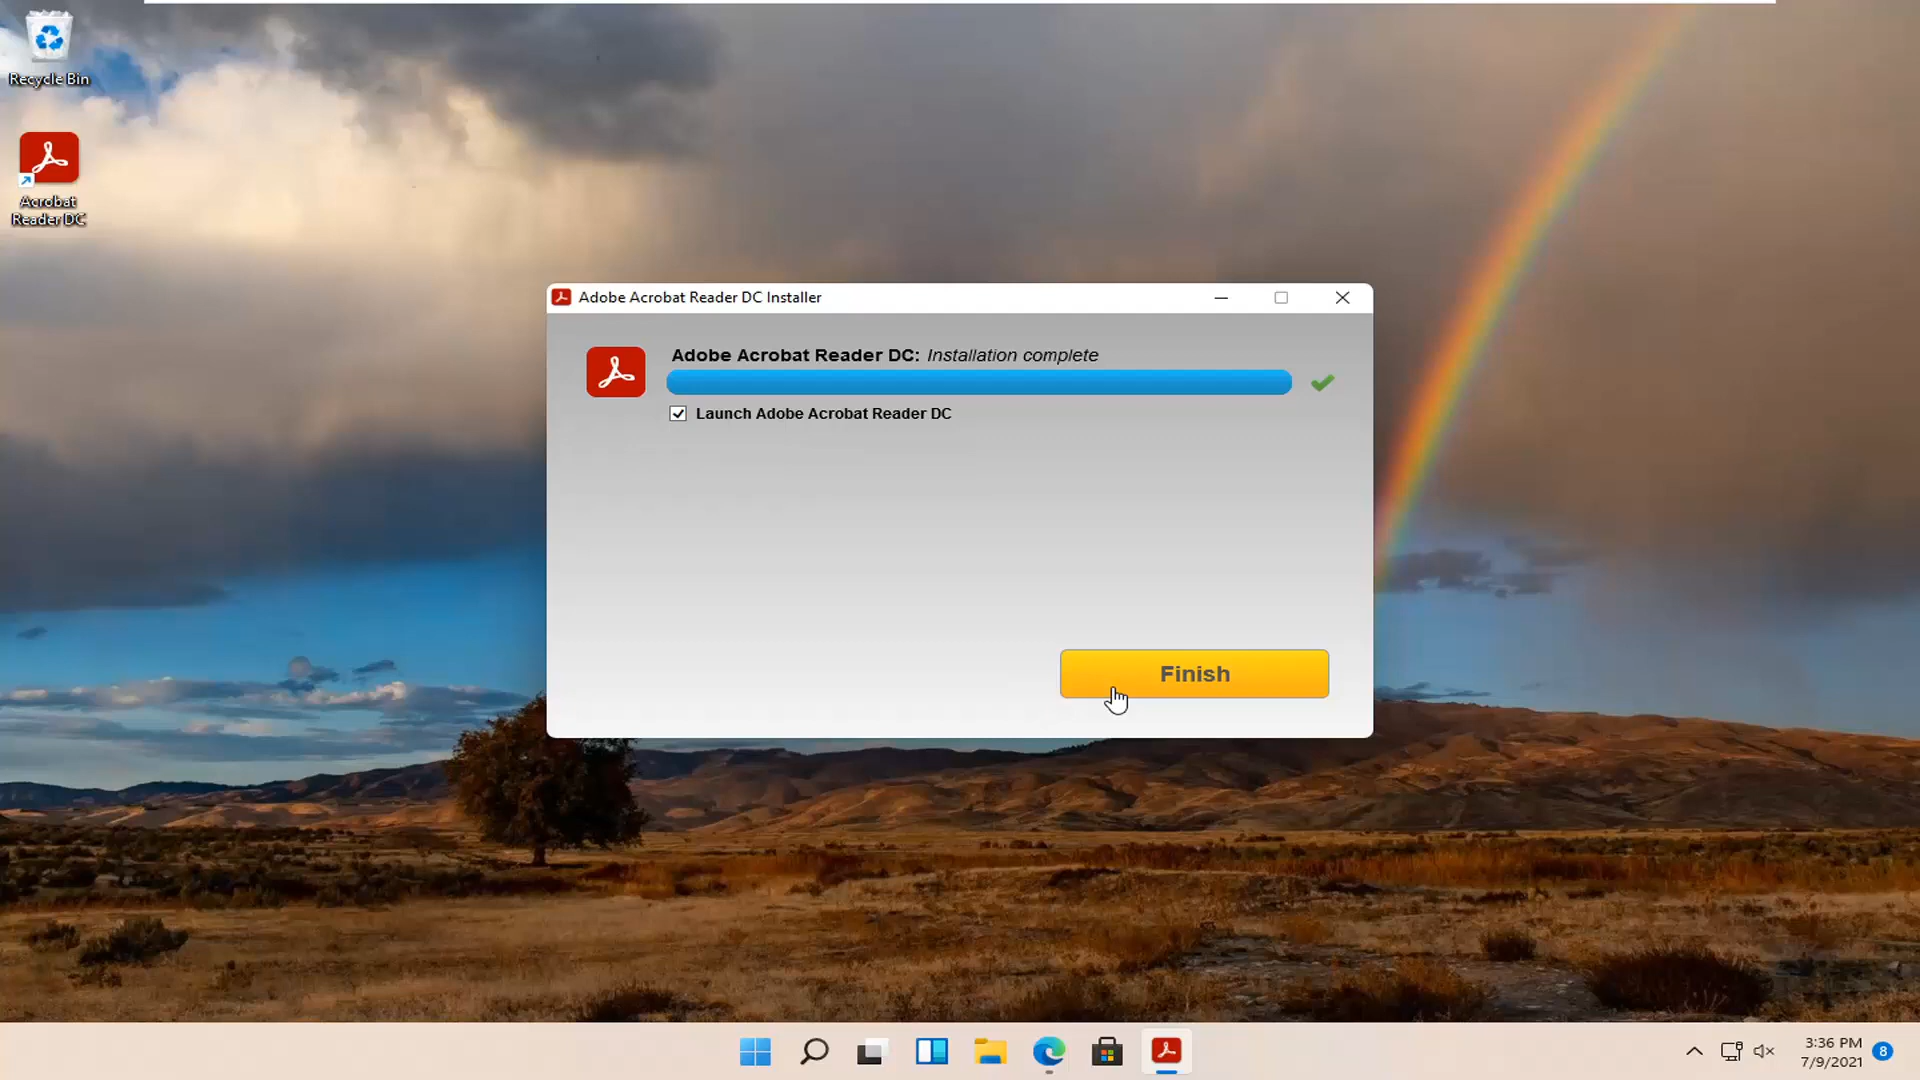 Recycle Bin
Acrobat
Reader DC
Adobe Acrobat Reader DC Installer
Adobe Acrobat Reader DC: Installation complete
Launch Adobe Acrobat Reader DC
Finish
3:36 PM
7/9/2021
8